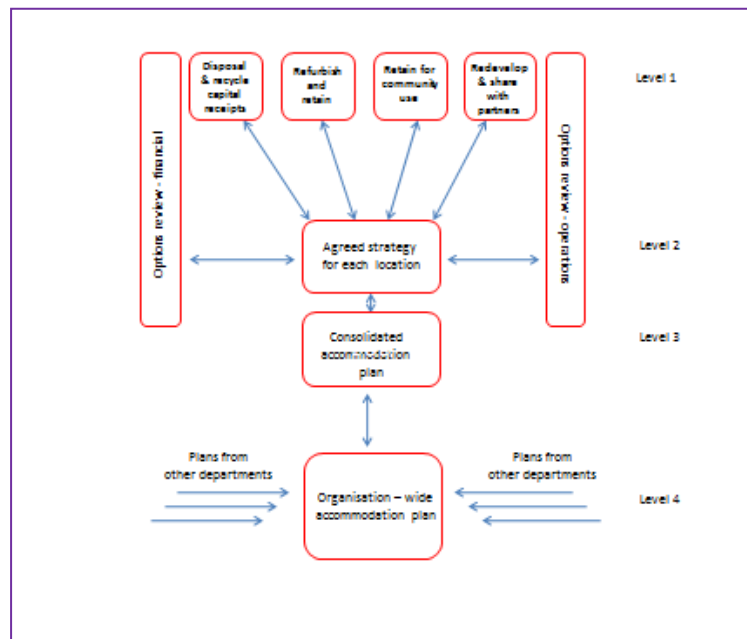 Disposal
& recycle
capital
receipts
Refurbish
and
retain
Retain for
community
use
Redevelop
& share
with
partners
Level 1
Options review - financial
Options review - operations
Agreed strategy
for each location
Level 2
Consolidated
accommodation
plan
Level 3
Plans from
other departments
Plans from
other departments
Organisation – wide
accommodation plan
Level 4